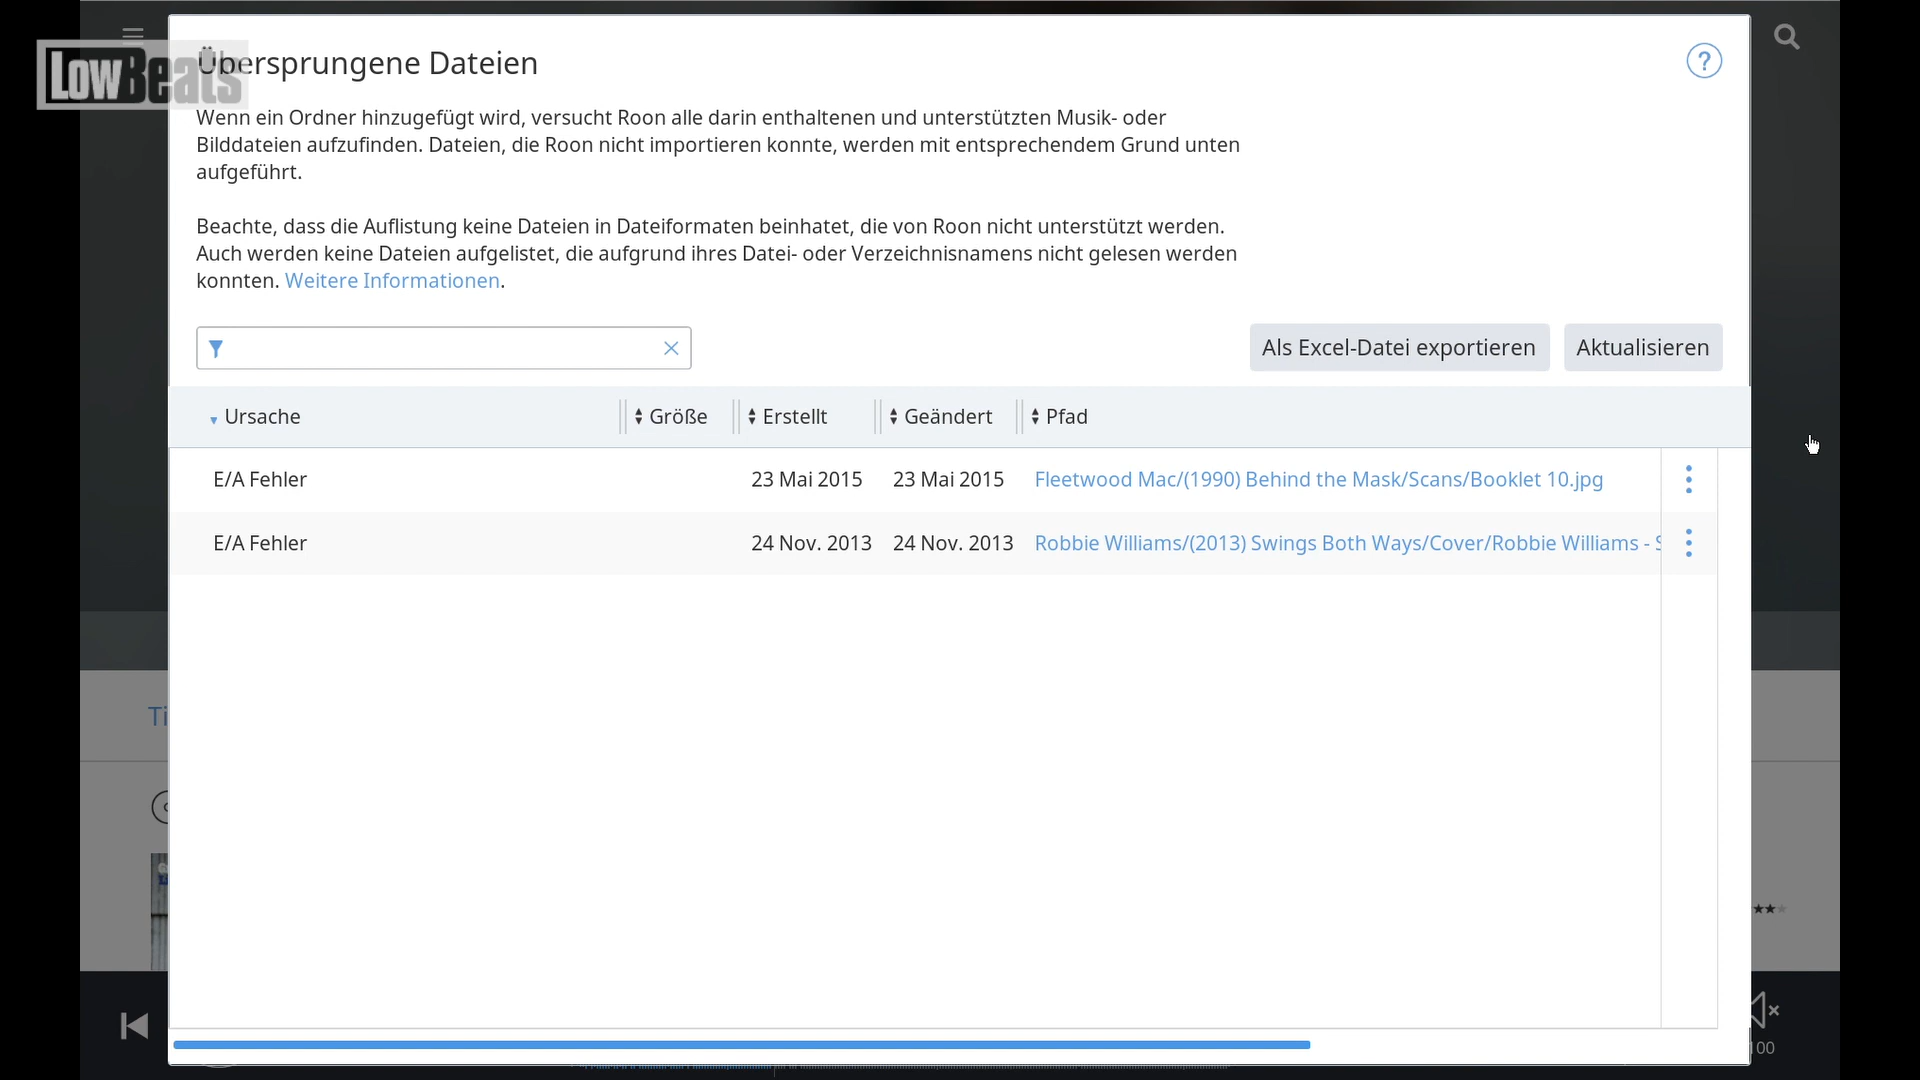 LowBeats
Übersprungene Dateien
?
Wenn ein Ordner hinzugefügt wird, versucht Roon alle darin enthaltenen und unterstützten Musik- oder
Bilddateien aufzufinden. Dateien, die Roon nicht importieren konnte, werden mit entsprechendem Grund unten
aufgeführt.
Beachte, dass die Auflistung keine Dateien in Dateiformaten beinhatet, die von Roon nicht unterstützt werden.
Auch werden keine Dateien aufgelistet, die aufgrund ihres Datei- oder Verzeichnisnamens nicht gelesen werden
konnten. Weitere Informationen.
Als Excel-Datei exportieren Aktualisieren
Ursache Größe Erstellt Geändert Pfad
E/A Fehler 23 Mai 2015 23 Mai 2015 Fleetwood Mac/(1990) Behind the Mask/Scans/Booklet 10.jpg
E/A Fehler 24 Nov. 2013 24 Nov. 2013 Robbie Williams/(2013) Swings Both Ways/Cover/Robbie Williams - S
Ti
100